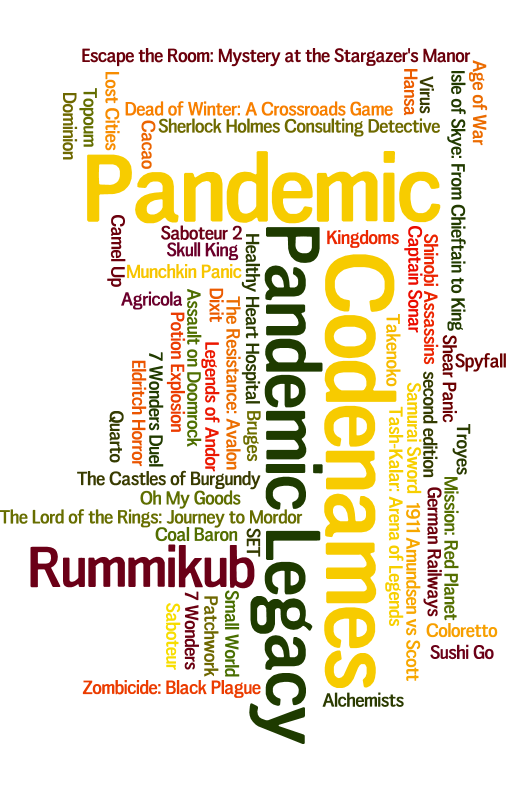 Escape the Room: Mystery at the Stargazer's Manor
Age of War
Lost Cities
Hansa
Virus
Isle of Skye: From Chieftain to King
Topoum
Dominion
Dead of Winter: A Crossroads Game
Cacao
Sherlock Holmes Consulting Detective
Pandemic
Camel Up
Saboteur 2
Skull King
Munchkin Panic
Healthy Heart Hospital
Pandemic Legacy
Kingdoms
Captain Sonar
Shinobi Assassins
Codenames
Agricola
Dixit
The Resistance: Avalon
Assault on Doomrock
Potion Explosion
Legends of Andor
7 Wonders Duel
Eldritch Horror
Takenoko
Shear Panic
Spyfall
second edition
Samurai Sword
Tash-Kalar: Arena of Legends
Bruges
Quarto
Troyes
The Castles of Burgundy
Oh My Goods
The Lord of the Rings: Journey to Mordor
Coal Baron
SET
Mission: Red Planet
German Railways
1911 Amundsen vs Scott
Rummikub
Small World
Patchwork
7 Wonders
Saboteur
Coloretto
Sushi Go
Zombicide: Black Plague
Alchemists